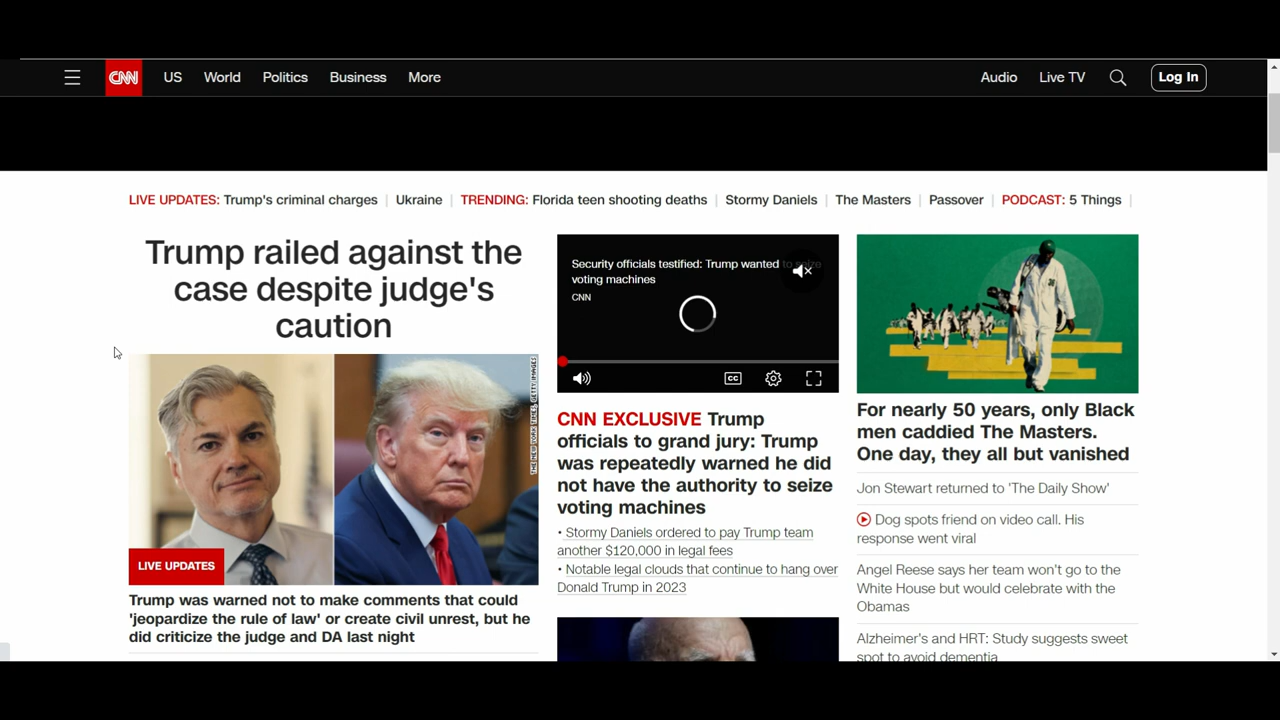 CNN
US
World
Politics
Business
More
Audio
Live TV
Log In
LIVE UPDATES: Trump's criminal charges | Ukraine | TRENDING: Florida teen shooting deaths | Stormy Daniels | The Masters | Passover | PODCAST: 5 Things |
Trump railed against the
case despite judge's
caution
THE NEW YORK TIMES, GETTY IMAGES
LIVE UPDATES
Trump was warned not to make comments that could
'jeopardize the rule of law' or create civil unrest, but he
did criticize the judge and DA last night
Security officials testified: Trump wanted to seize
voting machines
CNN
CC
CNN EXCLUSIVE Trump
officials to grand jury: Trump
was repeatedly warned he did
not have the authority to seize
voting machines
• Stormy Daniels ordered to pay Trump team
another $120,000 in legal fees
• Notable legal clouds that continue to hang over
Donald Trump in 2023
For nearly 50 years, only Black
men caddied The Masters.
One day, they all but vanished
Jon Stewart returned to 'The Daily Show'
Dog spots friend on video call. His
response went viral
Angel Reese says her team won't go to the
White House but would celebrate with the
Obamas
Alzheimer's and HRT: Study suggests sweet
spot to avoid dementia